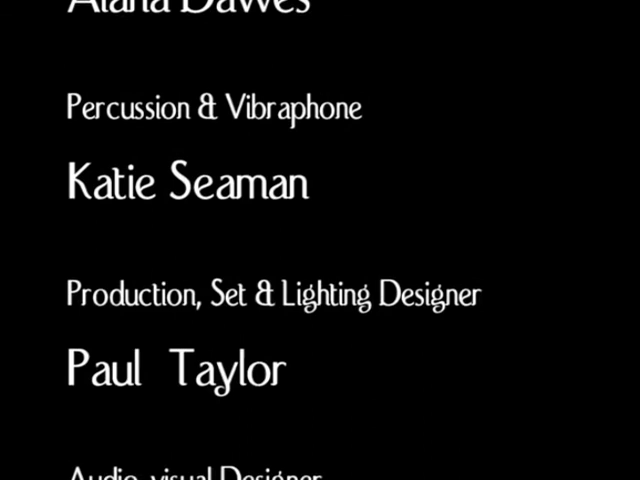 Alana Dawes
Percussion & Vibraphone
Katie Seaman
Production, Set & Lighting Designer
Paul Taylor
Audio-visual Designer